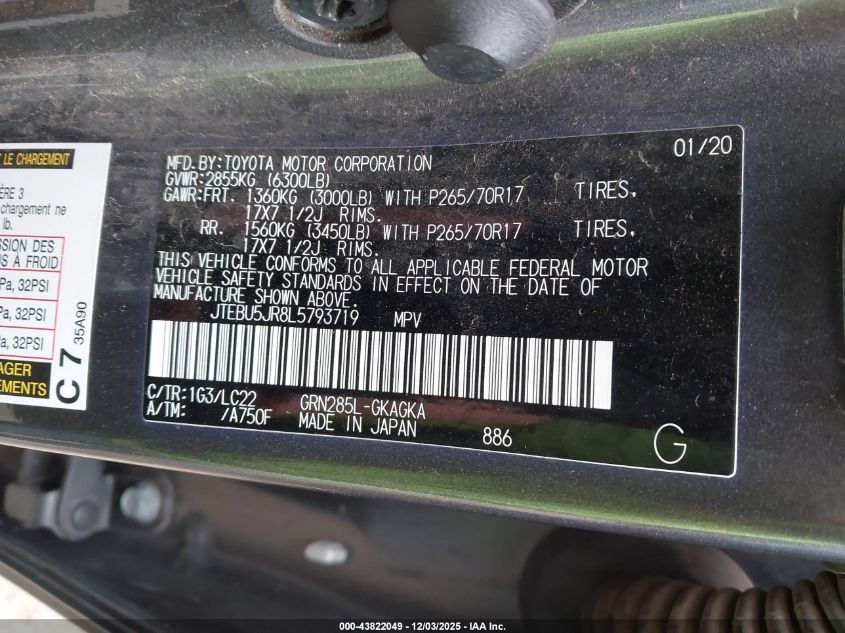 T LE CHARGEMENT
ÈRE 3
chargement ne
lb.
SSION DES
S À FROID
Pa, 32PSI
Pa, 32PSI
a, 32PSI
AGER
EMENTS
C 7 35A90
01/20
MFD. BY: TOYOTA MOTOR CORPORATION
GVWR: 2855KG (6300LB)
GAWR: FRT. 1360KG (3000LB) WITH P265/70R17 TIRES,
17X7 1/2J RIMS.
RR. 1560KG (3450LB) WITH P265/70R17 TIRES,
17X7 1/2J RIMS.
THIS VEHICLE CONFORMS TO ALL APPLICABLE FEDERAL MOTOR
VEHICLE SAFETY STANDARDS IN EFFECT ON THE DATE OF
MANUFACTURE SHOWN ABOVE.
JTEBU5JR8L5793719 MPV
C/TR: 1G3/LC22 GRN285L-GKAGKA
A/TM: /A750F MADE IN JAPAN 886
G
000-43822049 - 12/03/2025 - IAA Inc.